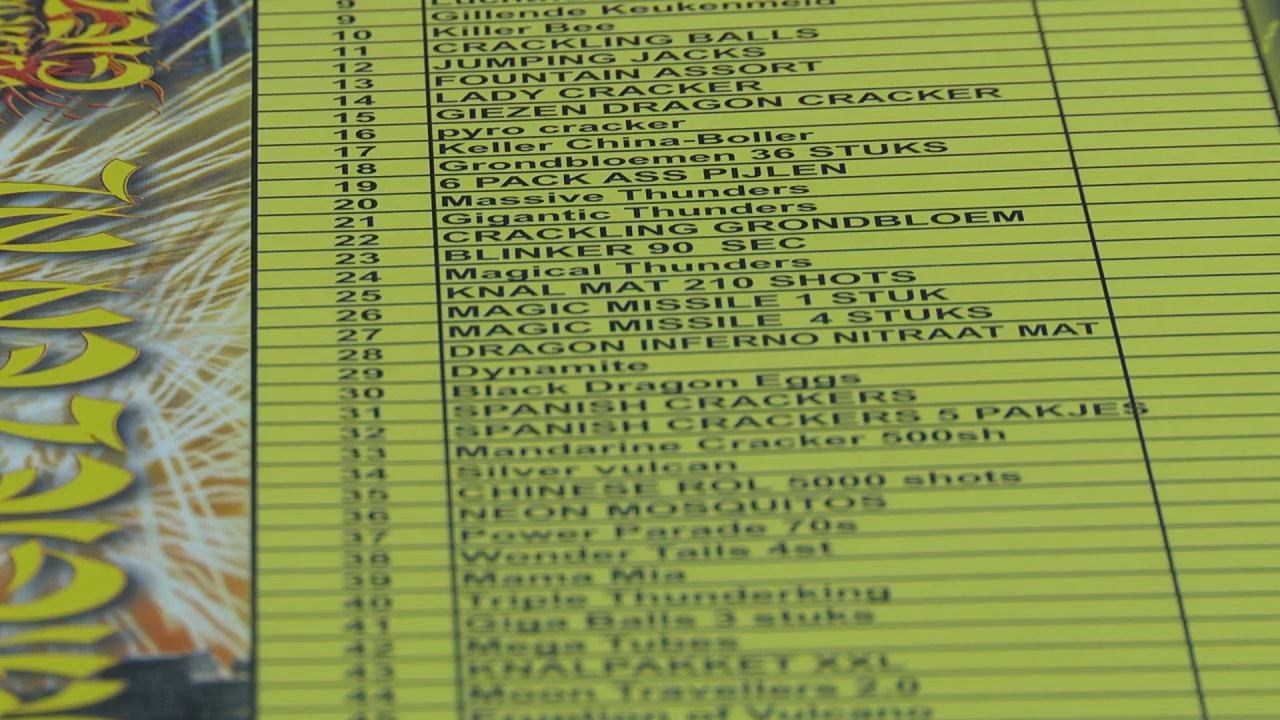 9
9 Gillende Keukenmeid
10 Killer Bee
11 CRACKLING BALLS
12 JUMPING JACKS
13 FOUNTAIN ASSORT
14 LADY CRACKER
15 GIEZEN DRAGON CRACKER
16 pyro cracker
17 Keller China-Boller
18 Grondbloemen 36 STUKS
19 6 PACK ASS PIJLEN
20 Massive Thunders
21 Gigantic Thunders
22 CRACKLING GRONDBLOEM
23 BLINKER 90 SEC
24 Magical Thunders
25 KNAL MAT 210 SHOTS
26 MAGIC MISSILE 1 STUK
27 MAGIC MISSILE 4 STUKS
28 DRAGON INFERNO NITRAAT MAT
29 Dynamite
30 Black Dragon Eggs
31 SPANISH CRACKERS
32 SPANISH CRACKERS 5 PAKJES
33 Mandarine Cracker 500sh
34 Silver vulcan
35 CHINESE ROL 5000 shots
36 NEON MOSQUITOS
37 Power Parade 70s
38 Wonder Tails 4st
39 Mama Mia
40 Triple Thunderking
41 Giga Balls 3 stuks
42 Mega Tubes
43 KNALPAKKET XXL
44 Moon Travellers 2.0
of Vulcano